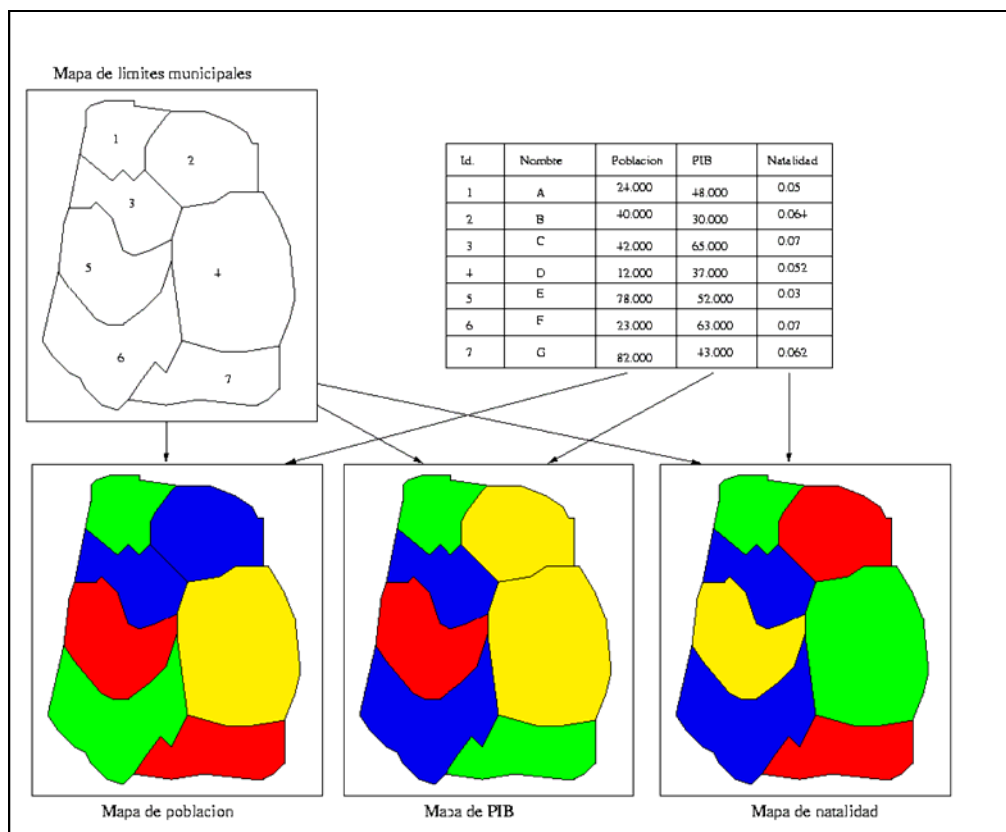 Mapa de limites municipales
1
2
3
4
5
6
7
Id. Nombre Poblacion PIB Natalidad
1 A 24.000 48.000 0.05
2 B 40.000 30.000 0.064
3 C 42.000 65.000 0.07
4 D 12.000 37.000 0.052
5 E 78.000 52.000 0.03
6 F 23.000 63.000 0.07
7 G 82.000 43.000 0.062
Mapa de poblacion
Mapa de PIB
Mapa de natalidad